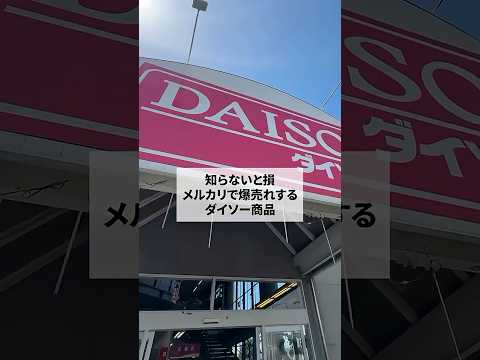 DAISO
ダイソ
知らないと損
メルカリで爆売れする
ダイソー商品